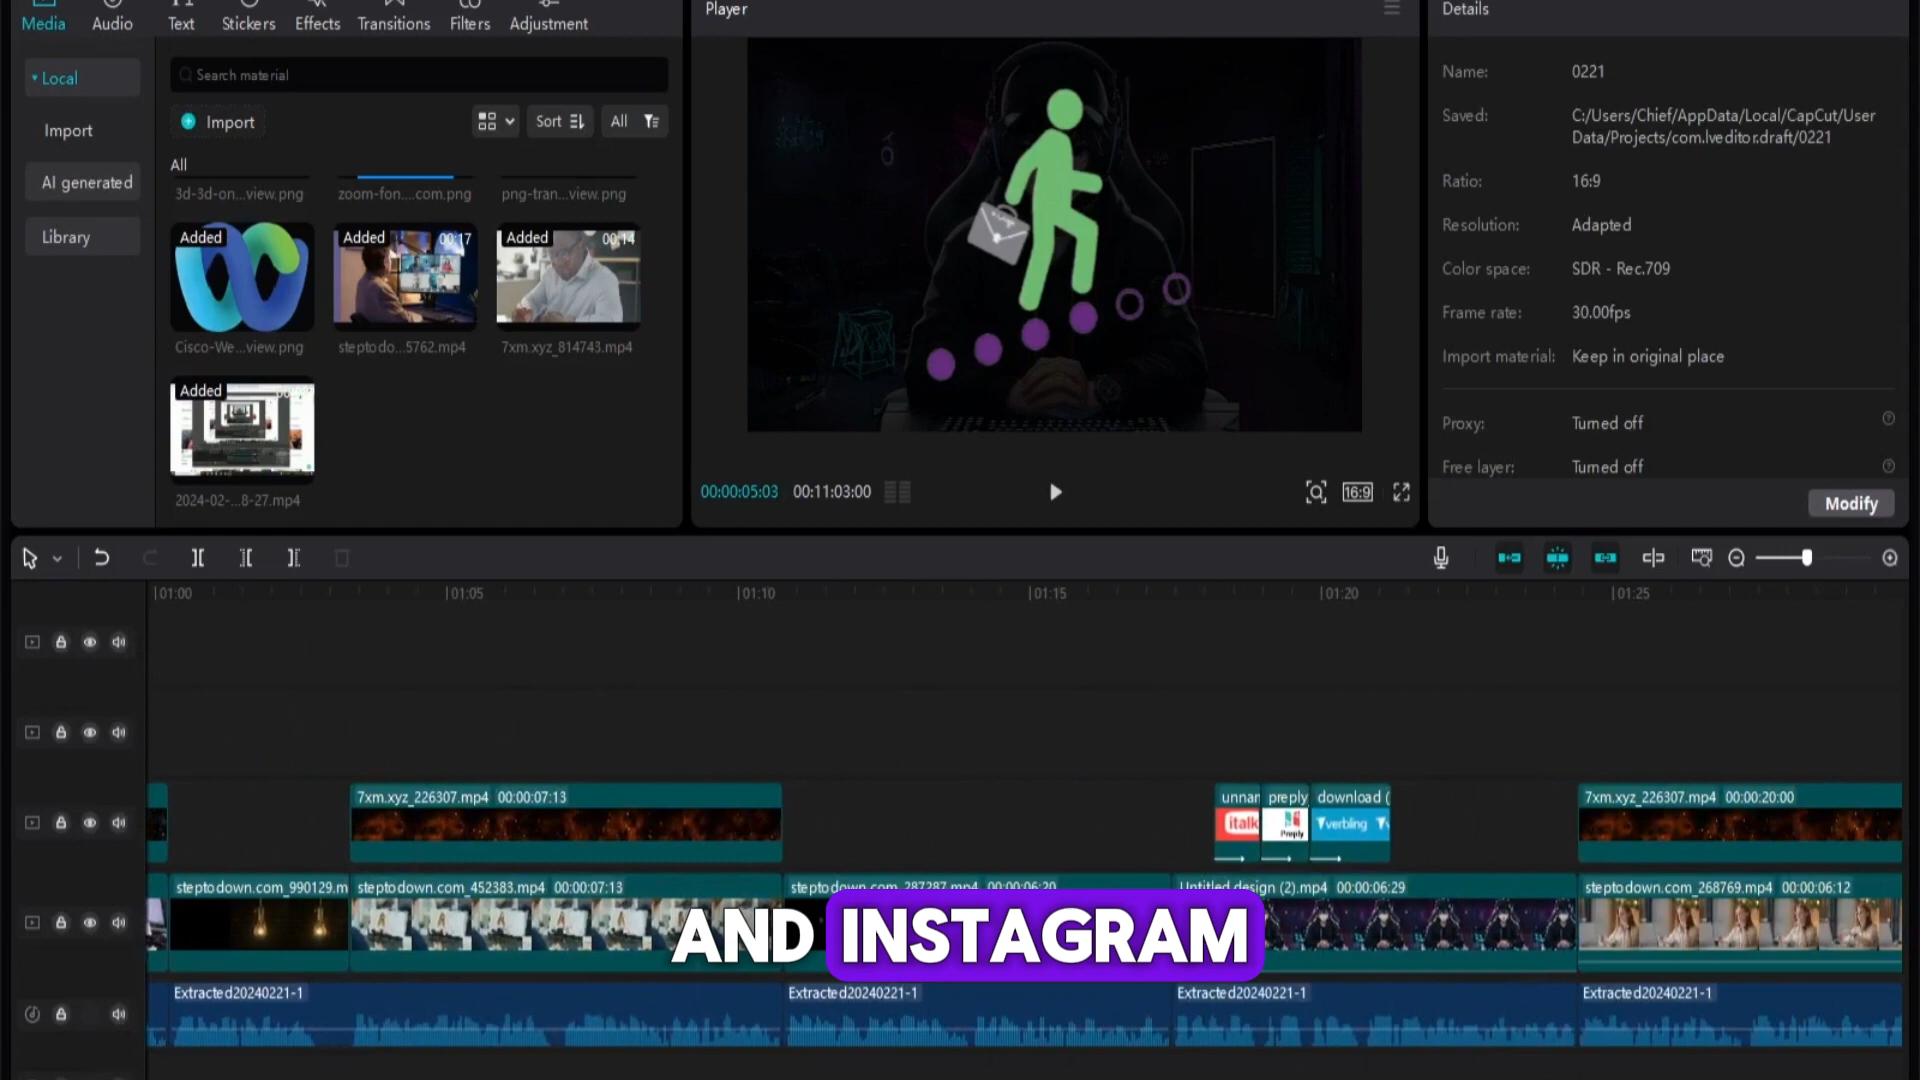 Media
Audio
Text
Stickers
Effects
Transitions
Filters
Adjustment
Player
Details
Local
Import
AI generated
Library
Search material
Import
Sort
All
All
3d-3d-on...view.png
zoom-fon....com.png
png-tran...view.png
Added
Added
00:17
Added
00:14
Cisco-We...view.png
steptodo...5762.mp4
7xm.xyz_814743.mp4
Added
2024-02-...8-27.mp4
00:00:05:03
00:11:03:00
16:9
Name: 0221
Saved: C:/Users/Chief/AppData/Local/CapCut/User
Data/Projects/com.lveditor.draft/0221
Ratio: 16:9
Resolution: Adapted
Color space: SDR - Rec.709
Frame rate: 30.00fps
Import material: Keep in original place
Proxy: Turned off
Free layer: Turned off
Modify
01:00
01:05
01:10
01:15
01:20
01:25
7xm.xyz_226307.mp4 00:00:07:13
unnar
preply
download (
italk
Preply
Verbling
7xm.xyz_226307.mp4 00:00:20:00
steptodown.com_990129.m
steptodown.com_452383.mp4 00:00:07:13
steptodown.com_287287.mp4 00:00:06:20
Untitled design (2).mp4 00:00:06:29
steptodown.com_268769.mp4 00:00:06:12
AND INSTAGRAM
Extracted20240221-1
Extracted20240221-1
Extracted20240221-1
Extracted20240221-1